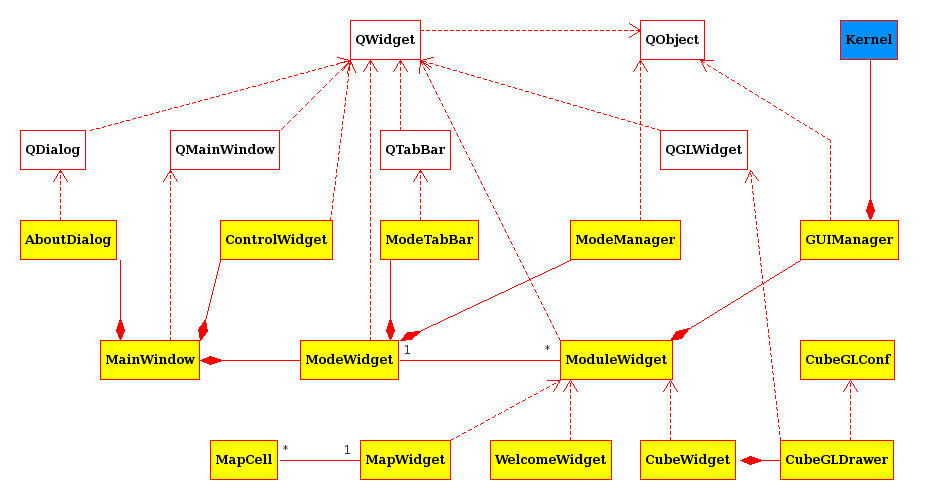 QWidget
QObject
Kernel
QDialog
QMainWindow
QTabBar
QGLWidget
AboutDialog
ControlWidget
ModeTabBar
ModeManager
GUIManager
MainWindow
ModeWidget
1
*
ModuleWidget
CubeGLConf
MapCell
*
1
MapWidget
WelcomeWidget
CubeWidget
CubeGLDrawer